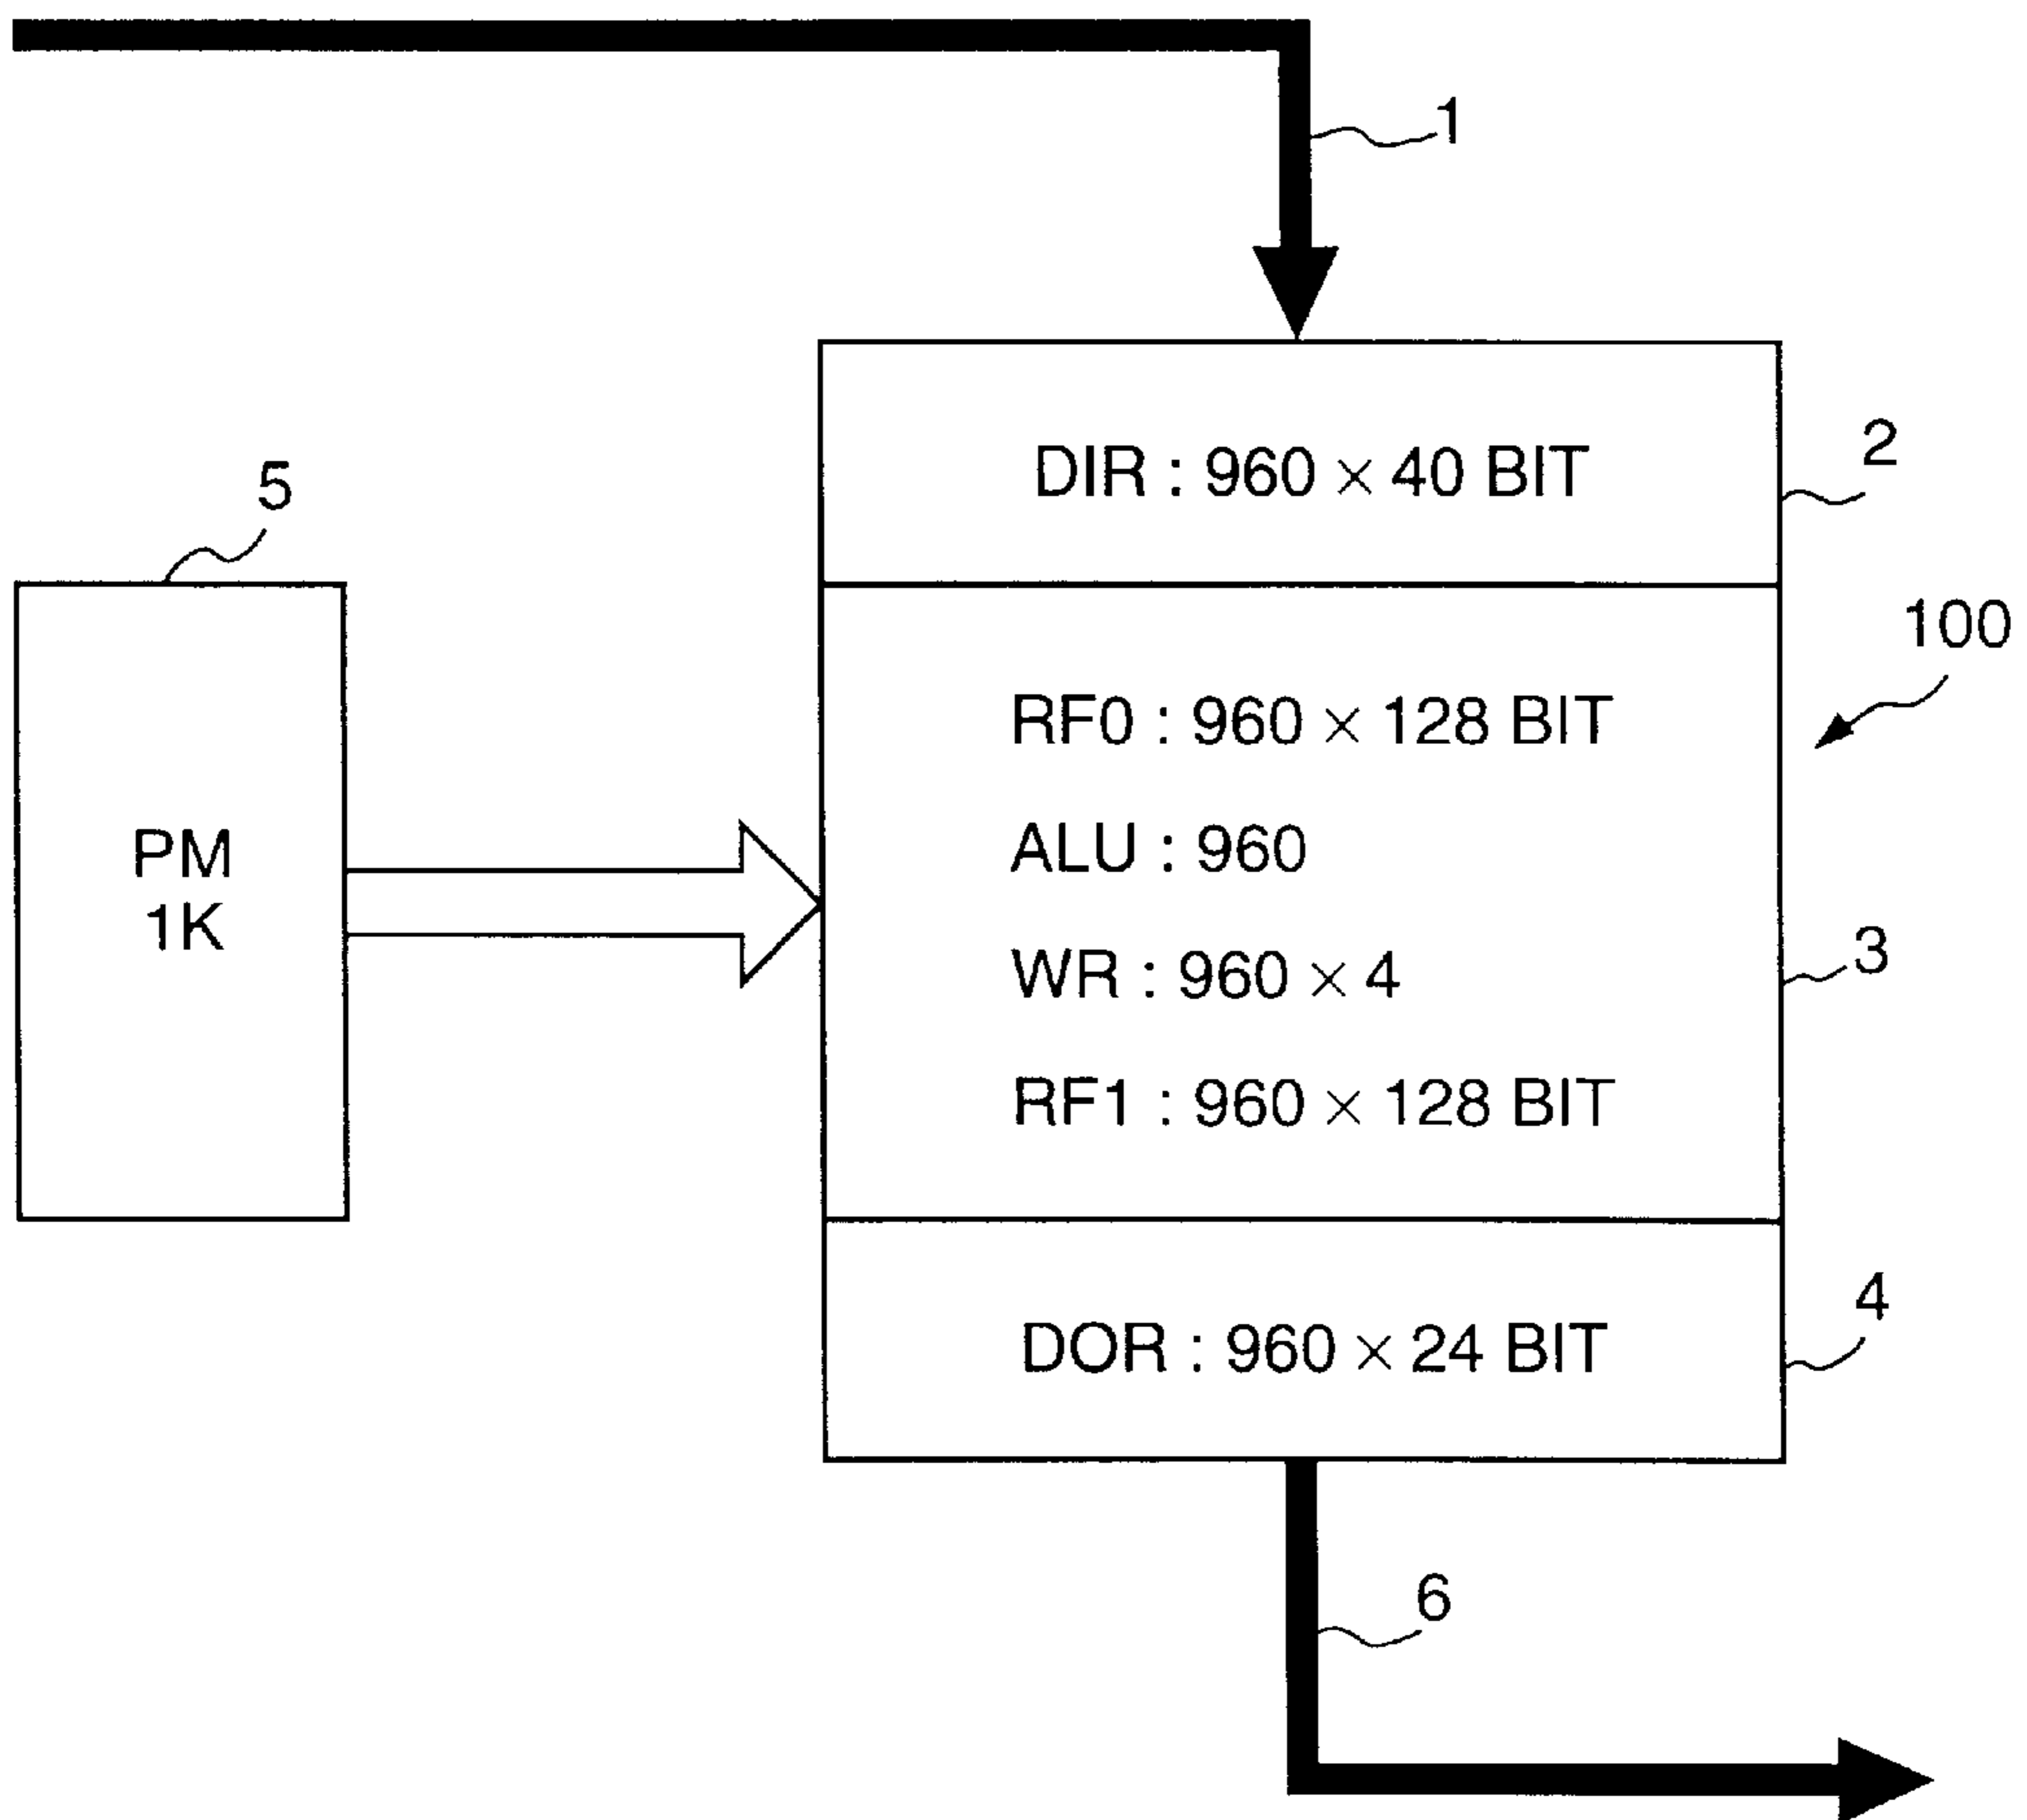 1
DIR : 960 × 40 BIT
2
5
100
RF0 : 960 × 128 BIT
ALU : 960
PM
1K
WR : 960 × 4
3
RF1 : 960 × 128 BIT
DOR : 960 × 24 BIT
4
6